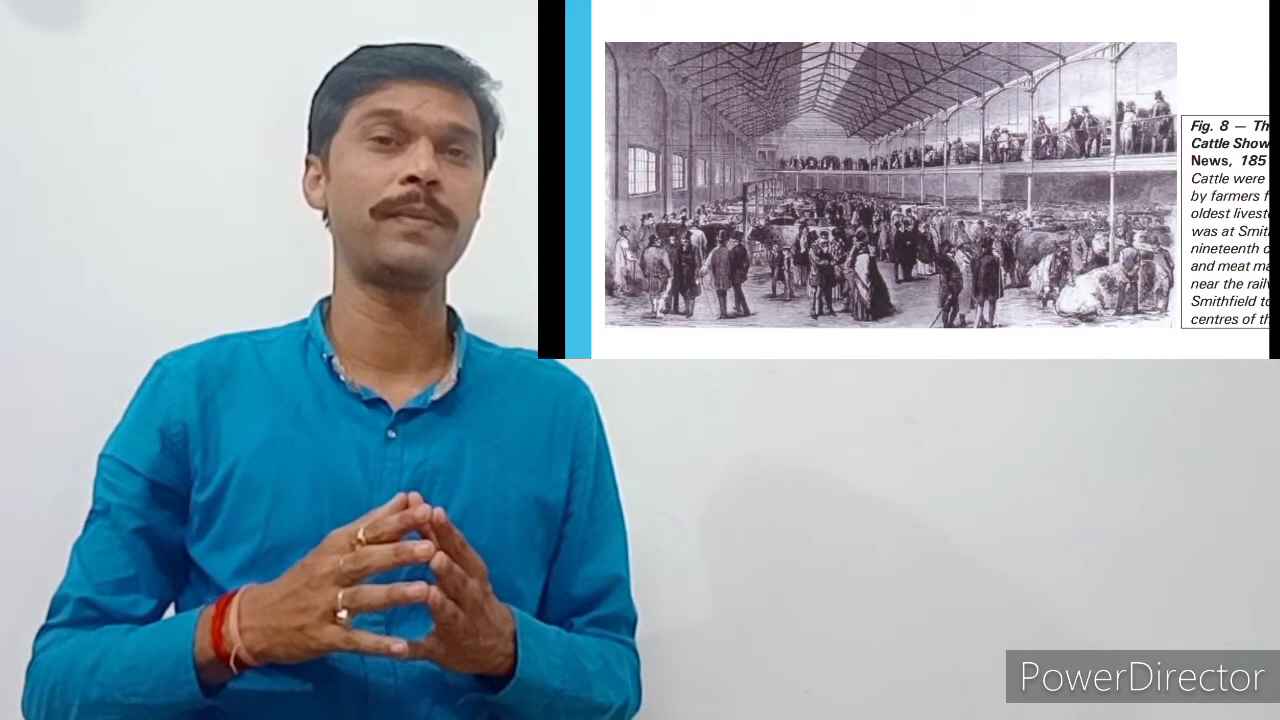 Fig. 8 — Th
Cattle Show
News, 185
Cattle were
by farmers f
oldest livest
was at Smit
nineteenth c
and meat ma
near the rail
Smithfield to
centres of th
PowerDirector